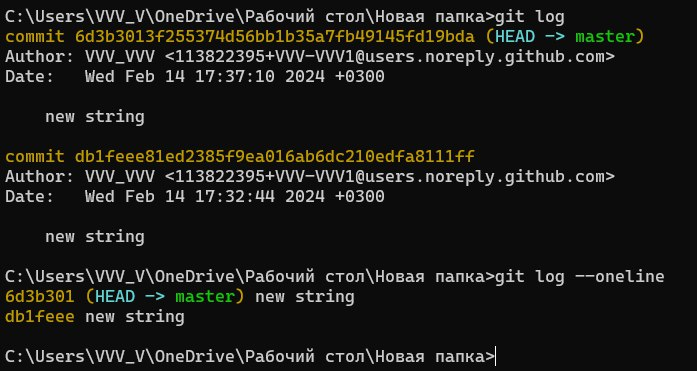 C:\Users\VVV_V\OneDrive\Рабочий стол\Новая папка>git log
commit 6d3b3013f255374d56bb1b35a7fb49145fd19bda (HEAD -> master)
Author: VVV_VVV <113822395+VVV-VVV1@users.noreply.github.com>
Date:   Wed Feb 14 17:37:10 2024 +0300
    new string
commit db1feee81ed2385f9ea016ab6dc210edfa8111ff
Author: VVV_VVV <113822395+VVV-VVV1@users.noreply.github.com>
Date:   Wed Feb 14 17:32:44 2024 +0300
    new string
C:\Users\VVV_V\OneDrive\Рабочий стол\Новая папка>git log --oneline
6d3b301 (HEAD -> master) new string
db1feee new string
C:\Users\VVV_V\OneDrive\Рабочий стол\Новая папка>